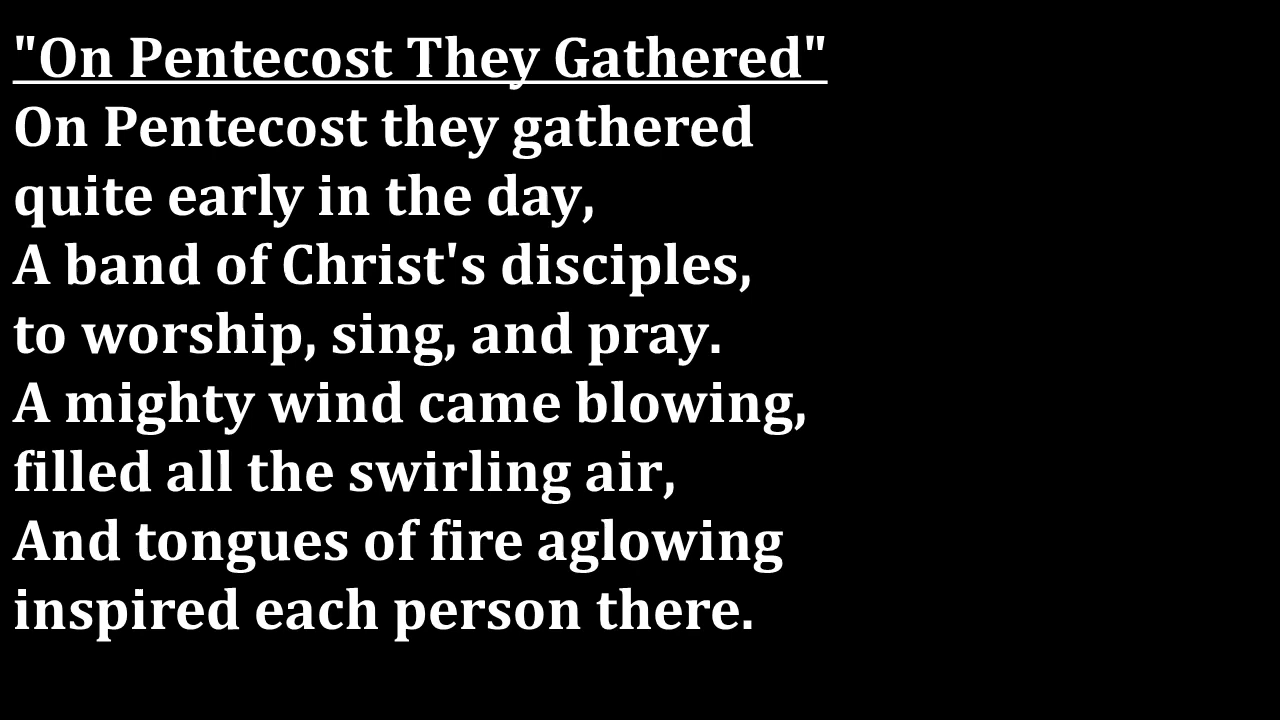 "On Pentecost They Gathered"
On Pentecost they gathered
quite early in the day,
A band of Christ's disciples,
to worship, sing, and pray.
A mighty wind came blowing,
filled all the swirling air,
And tongues of fire aglowing
inspired each person there.